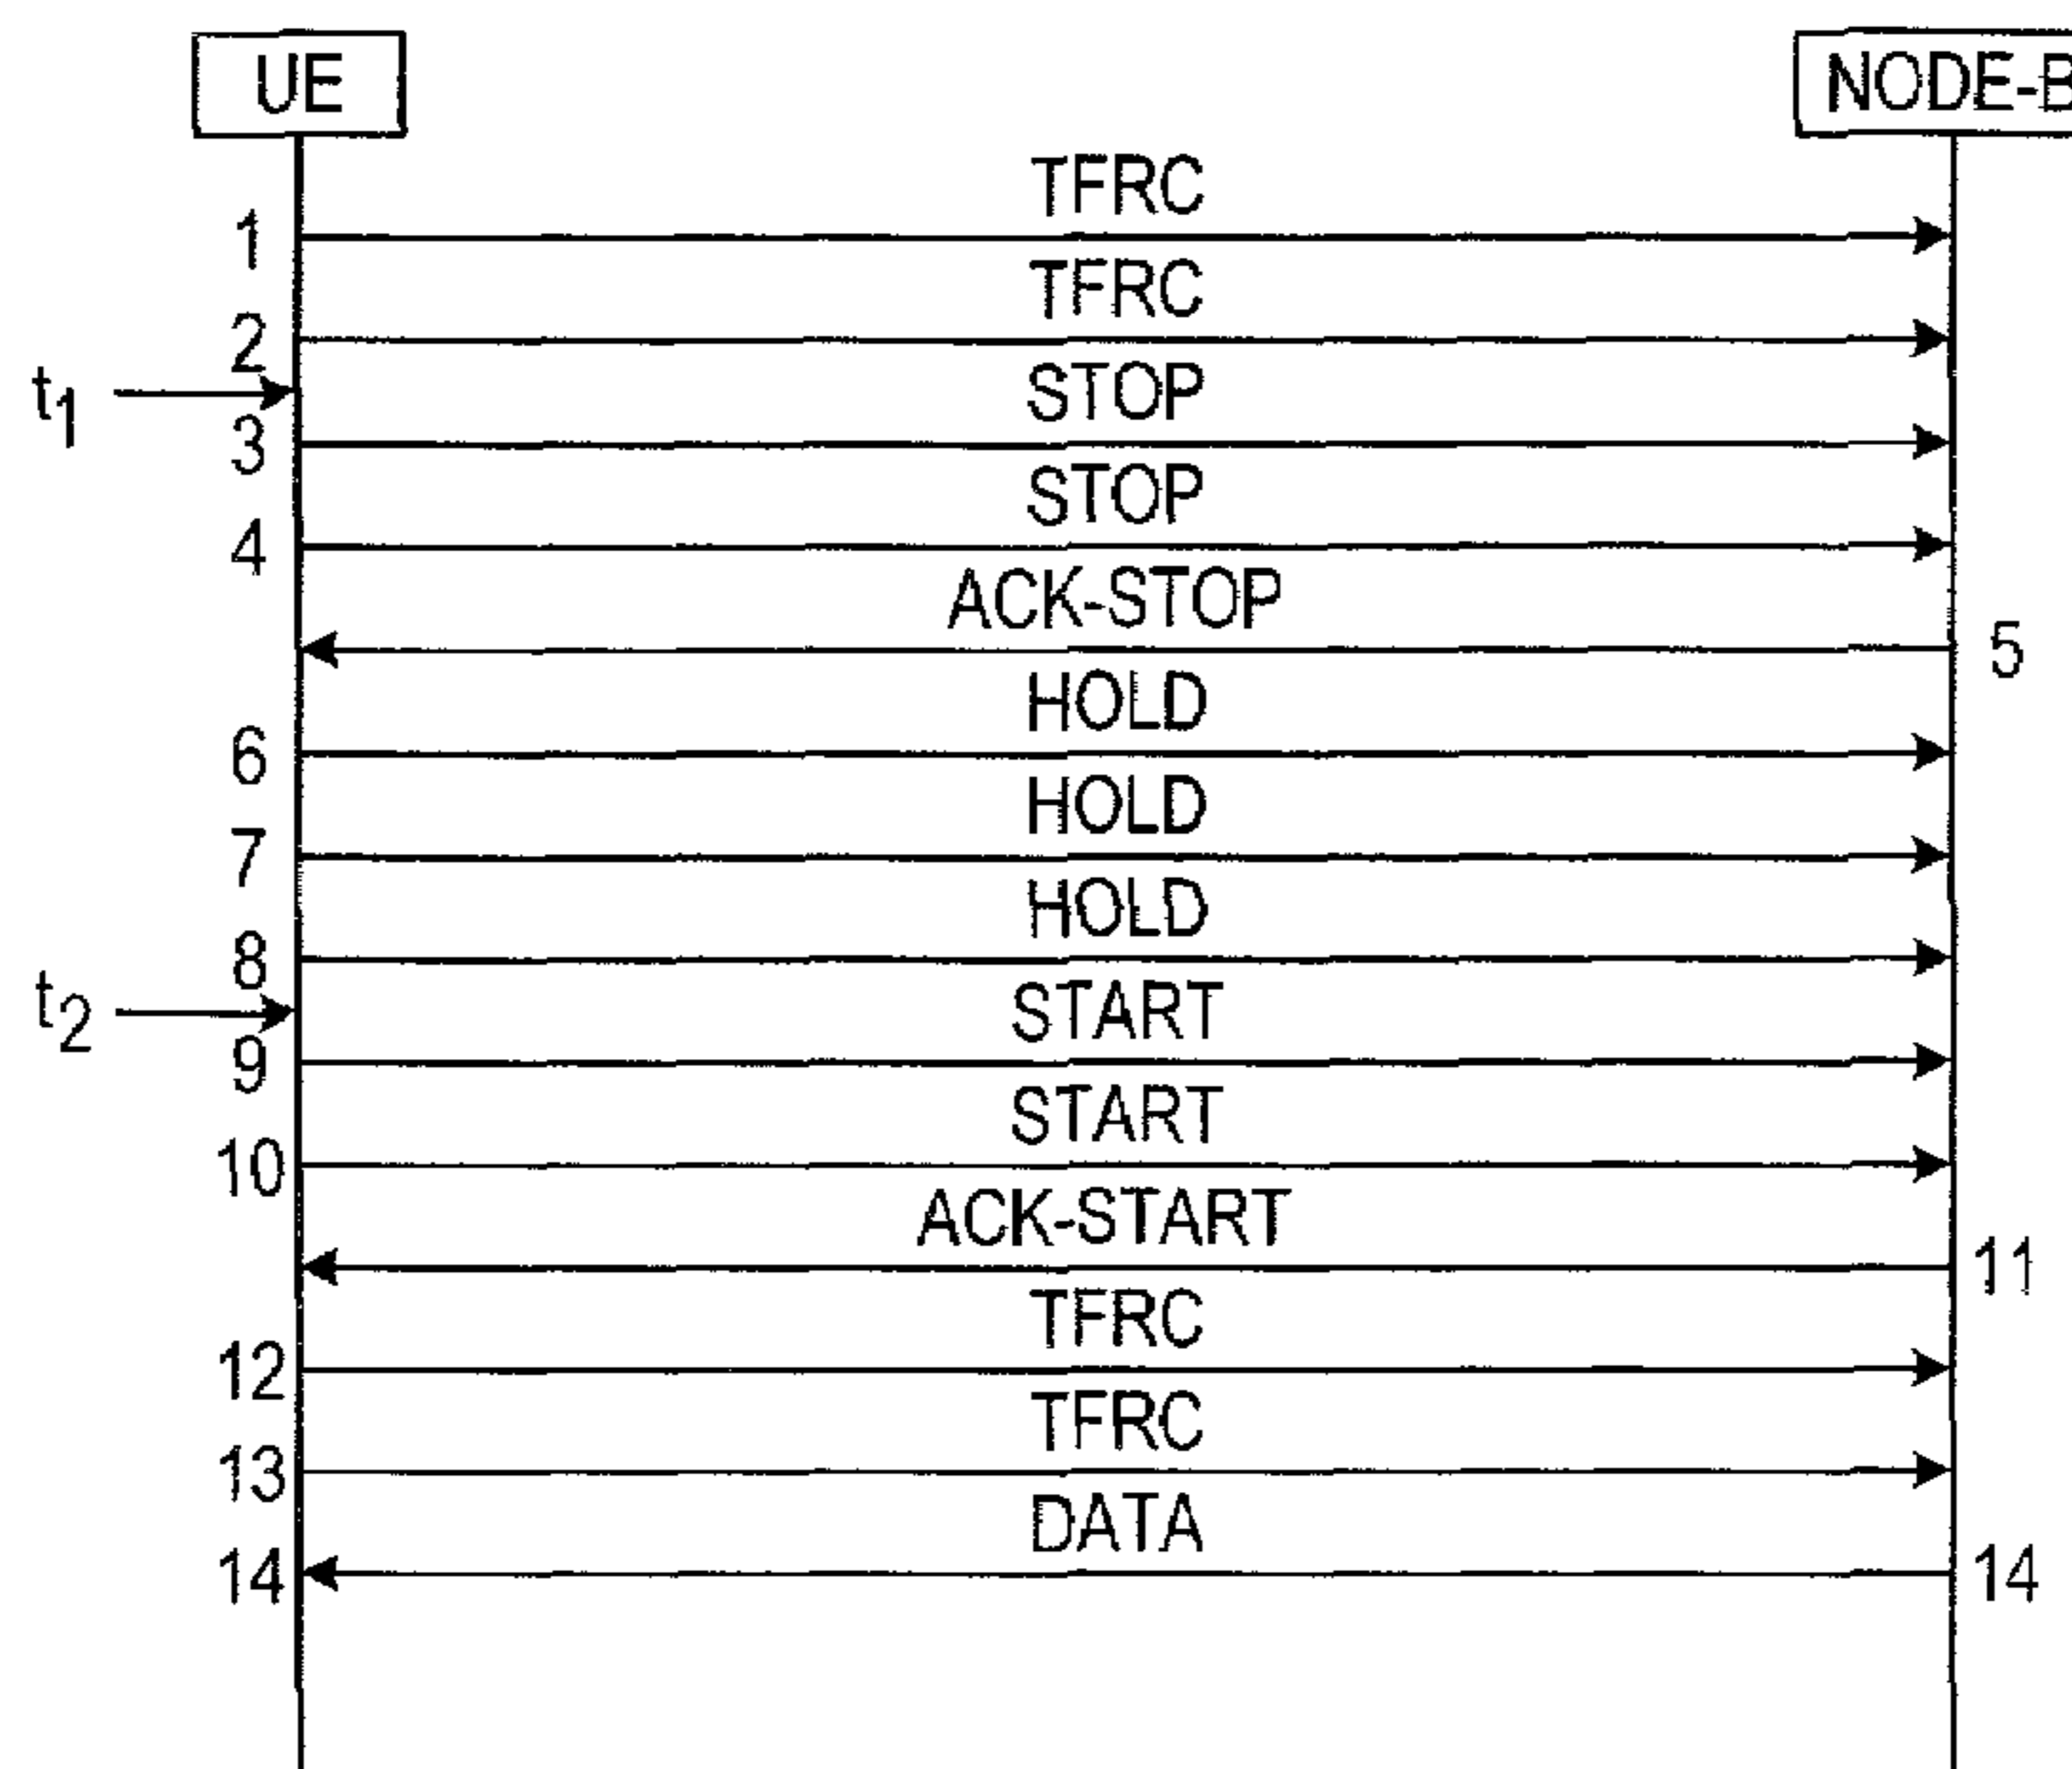 UE
NODE-B
TFRC
1
TFRC
2
t1
STOP
3
STOP
4
ACK-STOP
5
HOLD
6
HOLD
7
HOLD
8
t2
START
9
START
10
ACK-START
11
TFRC
12
TFRC
13
DATA
14
14